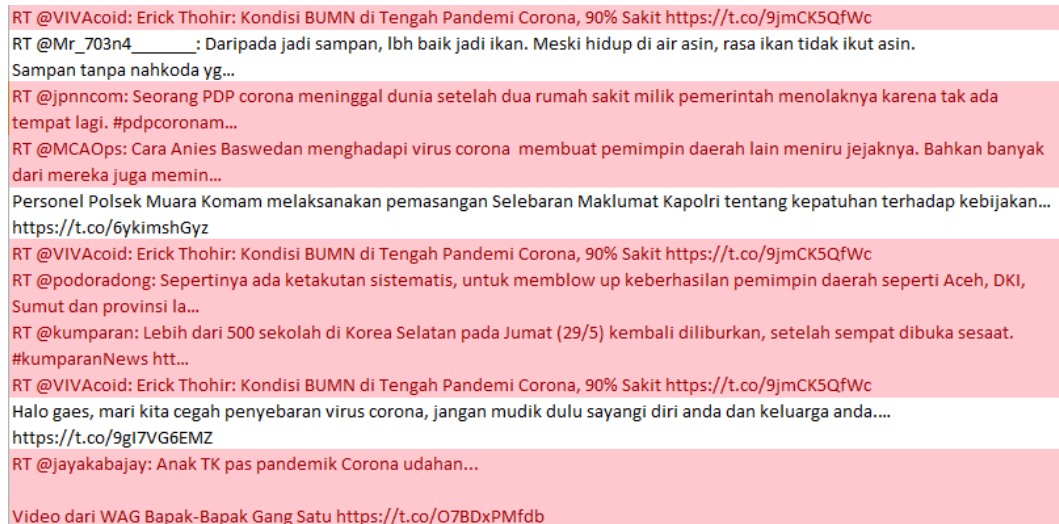 RT @VIVAcoid: Erick Thohir: Kondisi BUMN di Tengah Pandemi Corona, 90% Sakit https://t.co/9jmCK5QfWc
RT @Mr_703n4_______: Daripada jadi sampan, lbh baik jadi ikan. Meski hidup di air asin, rasa ikan tidak ikut asin.
Sampan tanpa nahkoda yg…
RT @jpnncom: Seorang PDP corona meninggal dunia setelah dua rumah sakit milik pemerintah menolaknya karena tak ada
tempat lagi. #pdpcoronam…
RT @MCAOps: Cara Anies Baswedan menghadapi virus corona  membuat pemimpin daerah lain meniru jejaknya. Bahkan banyak
dari mereka juga memin…
Personel Polsek Muara Komam melaksanakan pemasangan Selebaran Maklumat Kapolri tentang kepatuhan terhadap kebijakan…
https://t.co/6ykimshGyz
RT @VIVAcoid: Erick Thohir: Kondisi BUMN di Tengah Pandemi Corona, 90% Sakit https://t.co/9jmCK5QfWc
RT @podoradong: Sepertinya ada ketakutan sistematis, untuk memblow up keberhasilan pemimpin daerah seperti Aceh, DKI,
Sumut dan provinsi la…
RT @kumparan: Lebih dari 500 sekolah di Korea Selatan pada Jumat (29/5) kembali diliburkan, setelah sempat dibuka sesaat.
#kumparanNews htt…
RT @VIVAcoid: Erick Thohir: Kondisi BUMN di Tengah Pandemi Corona, 90% Sakit https://t.co/9jmCK5QfWc
Halo gaes, mari kita cegah penyebaran virus corona, jangan mudik dulu sayangi diri anda dan keluarga anda.…
https://t.co/9gI7VG6EMZ
RT @jayakabajay: Anak TK pas pandemik Corona udahan...
Video dari WAG Bapak-Bapak Gang Satu https://t.co/O7BDxPMfdb